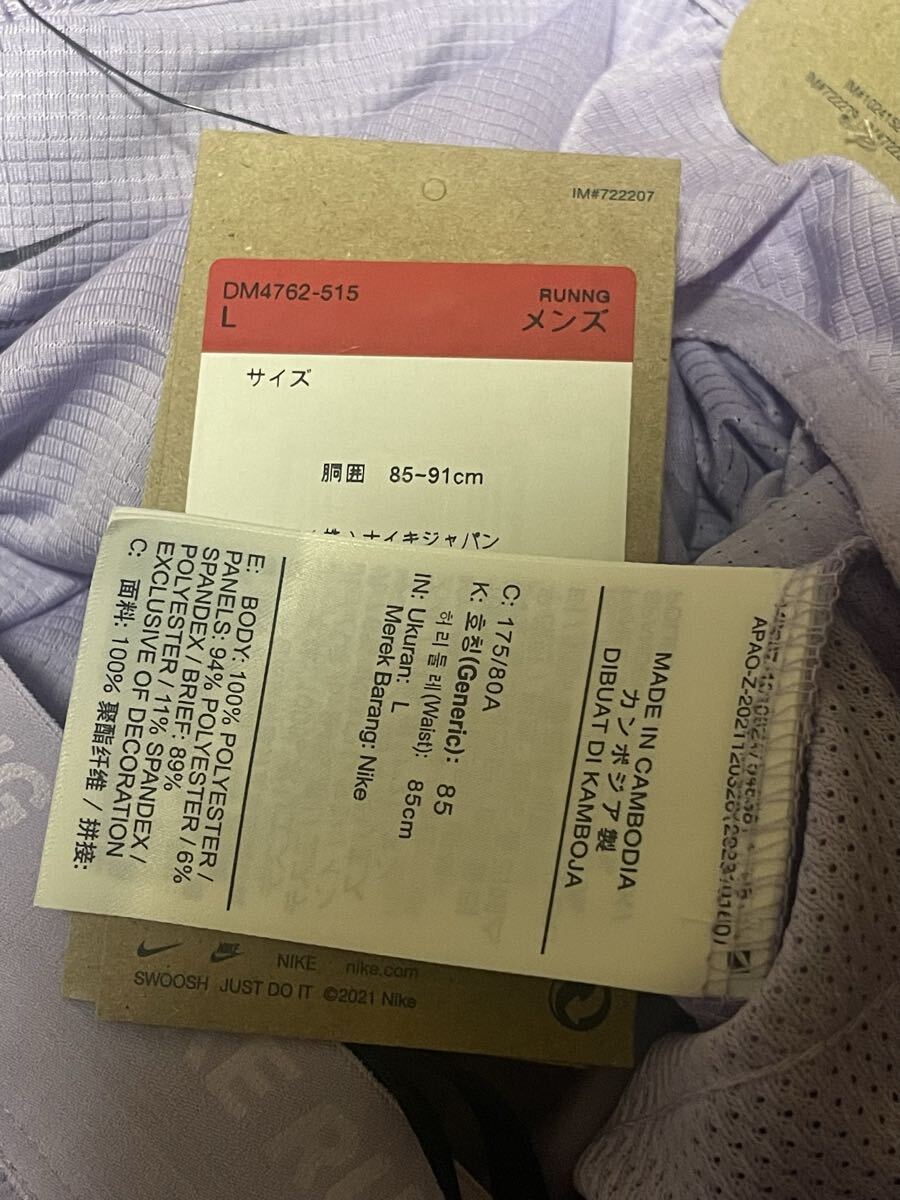 IM#722207
DM4762-515
RUNNG
L
メンズ
サイズ
胴囲 85~91cm
ナイキジャパン
MADE IN CAMBODIA
カンボジア製
DIBUAT DI KAMBOJA
C: 175/80A
K: 호칭(Generic): 85
허리둘레(Waist): 85cm
IN: Ukuran: L
Merek Barang: Nike
E: BODY: 100% POLYESTER /
PANELS: 94% POLYESTER / 6%
SPANDEX / BRIEF: 89%
POLYESTER / 11% SPANDEX /
EXCLUSIVE OF DECORATION
C: 面料: 100% 聚酯纤维 / 拼接:
NIKE nike.com
SWOOSH JUST DO IT ©2021 Nike